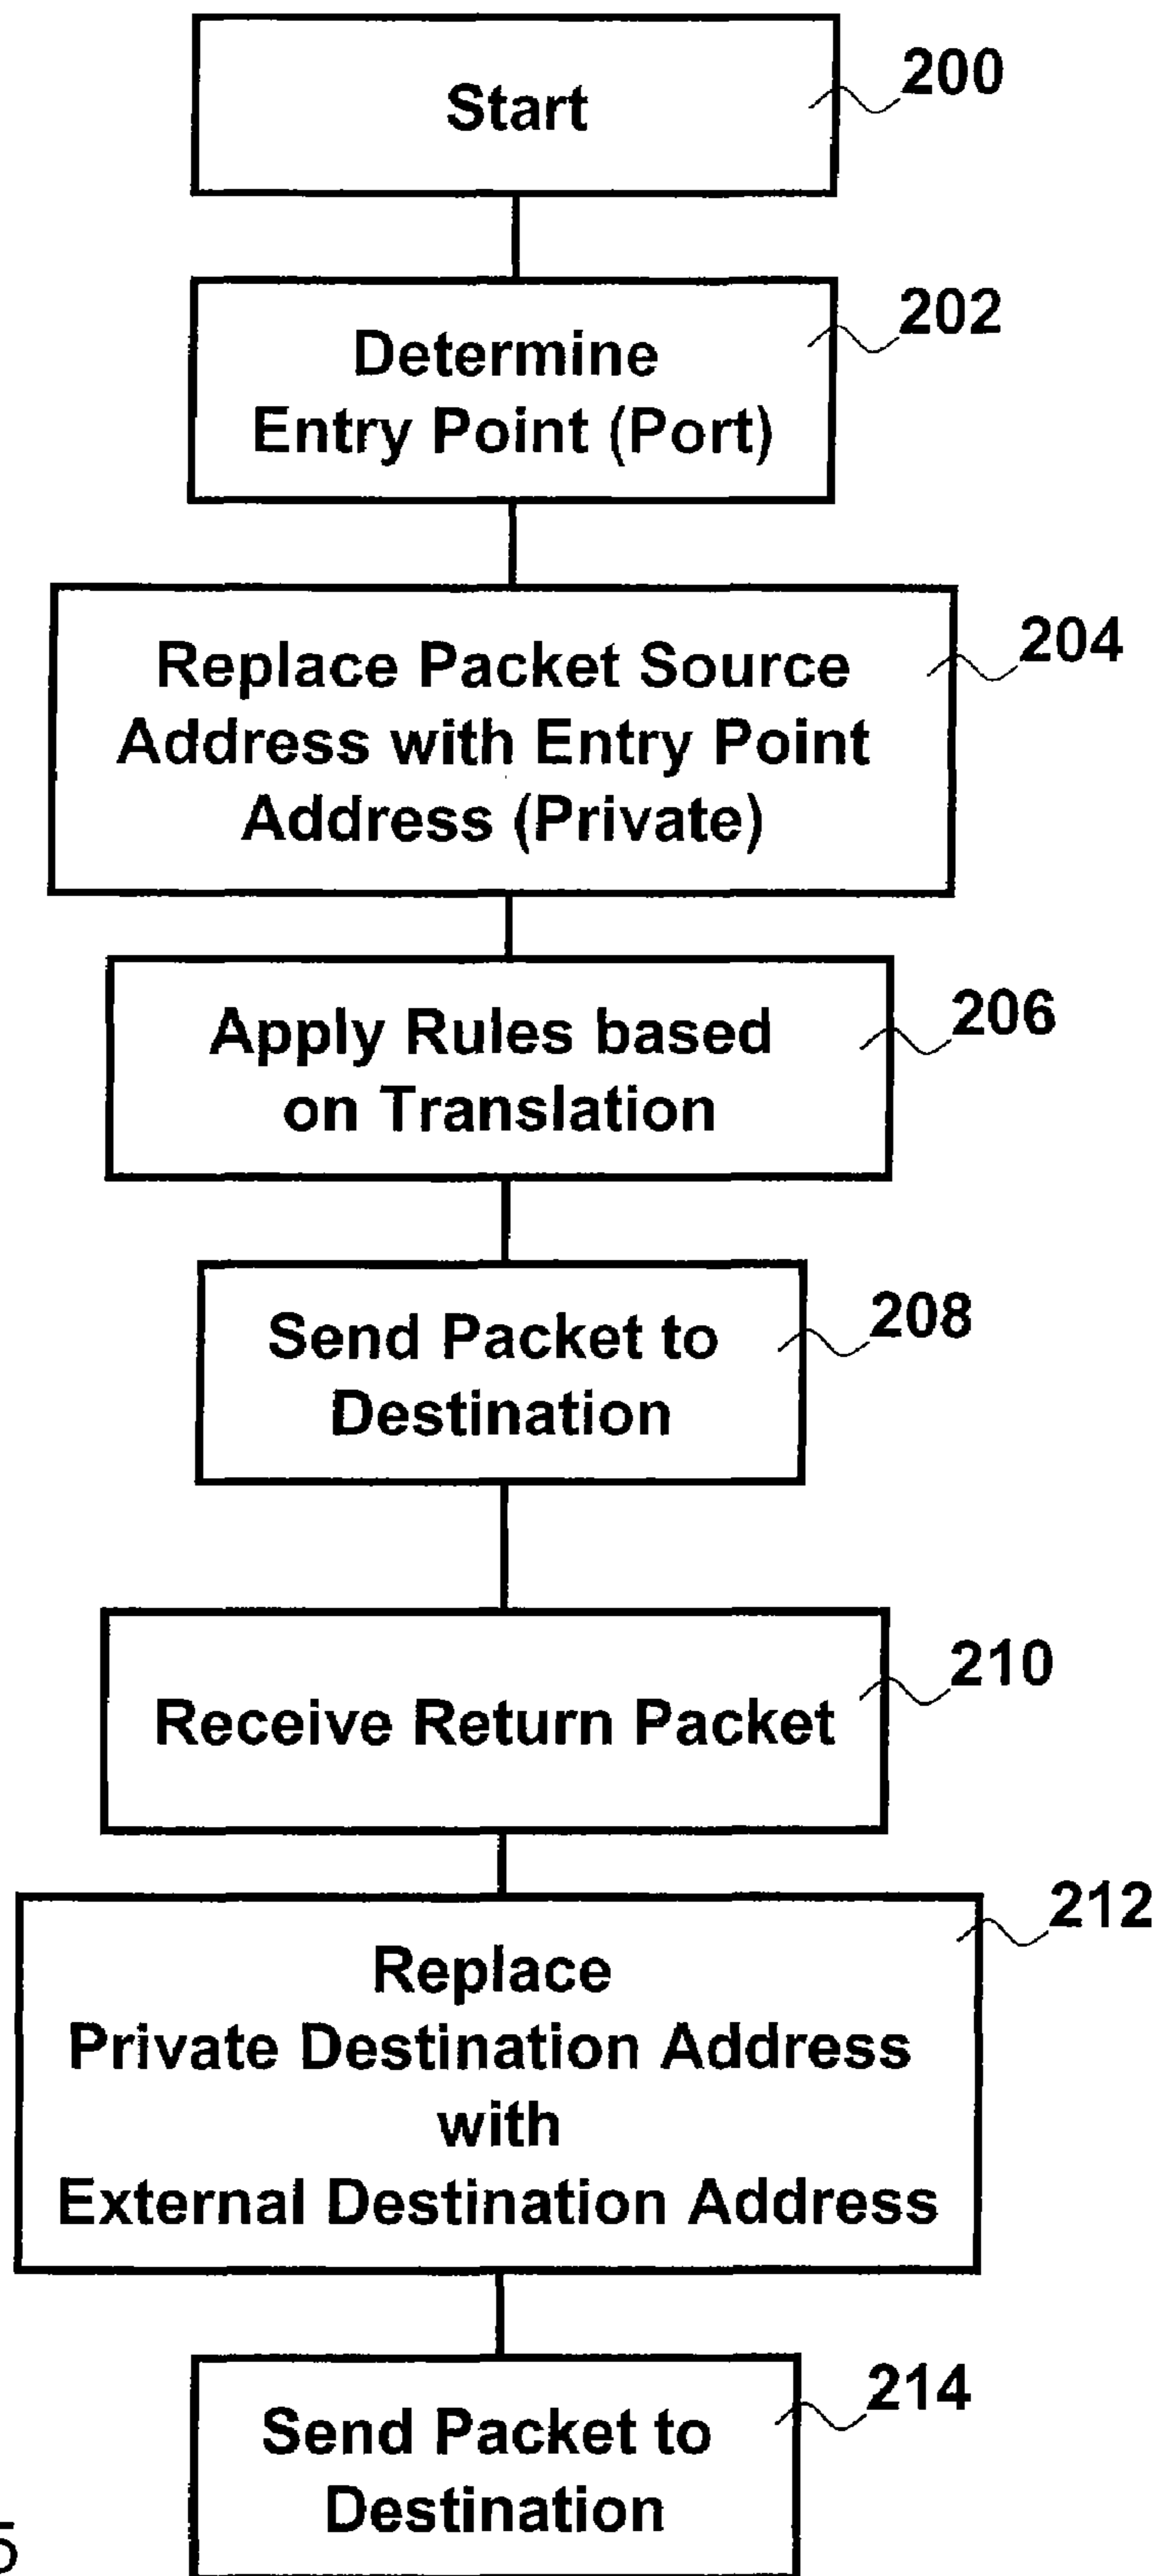 Start
200
Determine
Entry Point (Port)
202
Replace Packet Source
Address with Entry Point
Address (Private)
204
Apply Rules based
on Translation
206
Send Packet to
Destination
208
Receive Return Packet
210
Replace
Private Destination Address
with
External Destination Address
212
Send Packet to
Destination
214
5